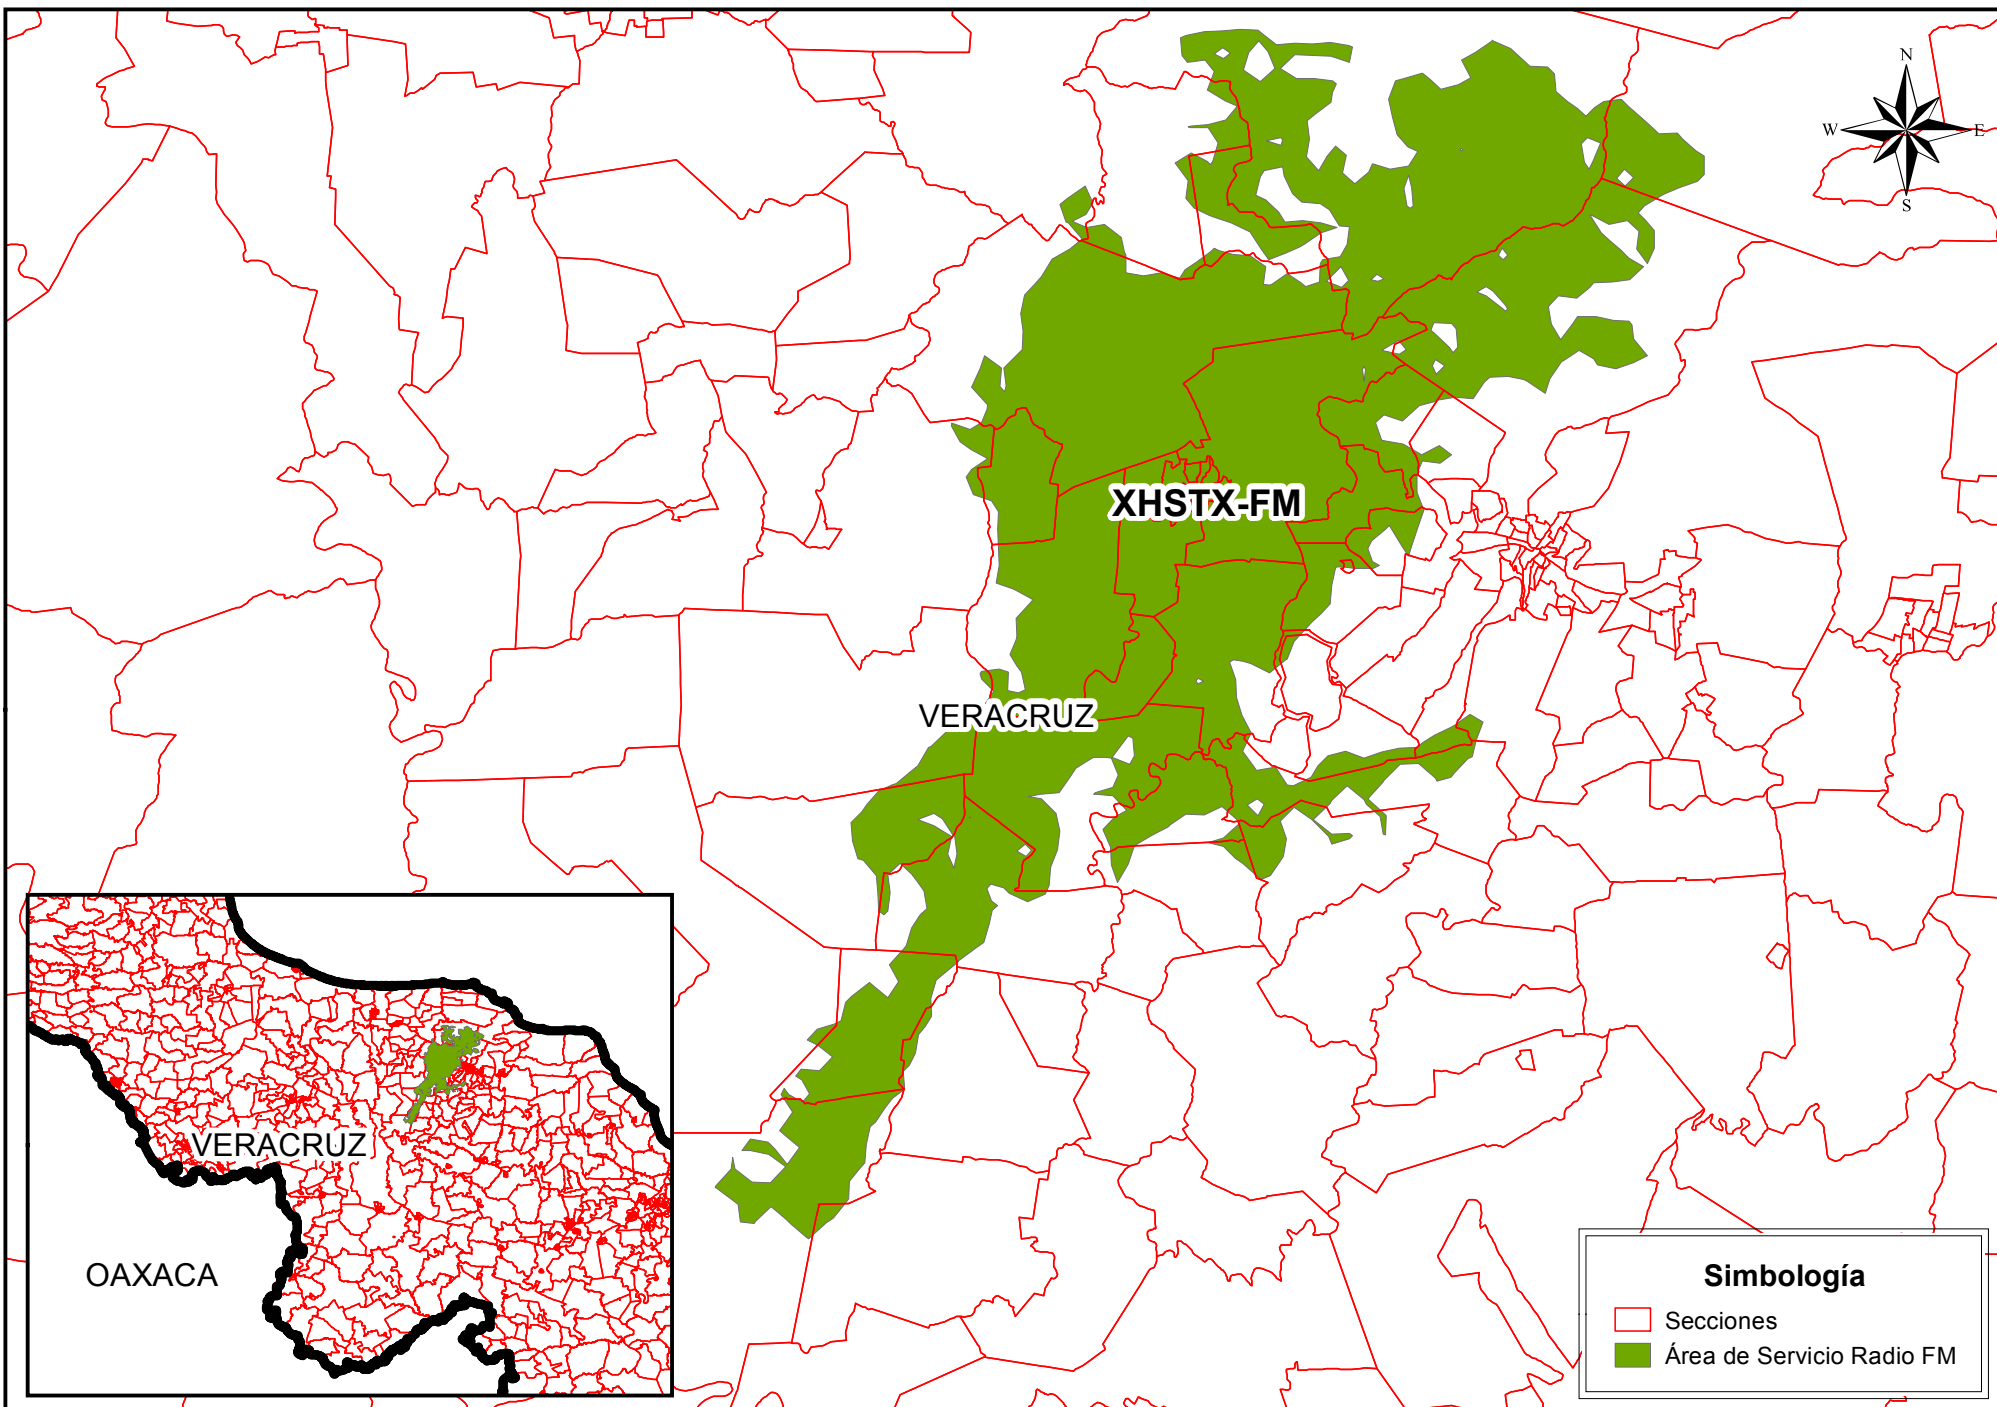 N
W
E
S
XHSTX-FM
VERACRUZ
VERACRUZ
OAXACA
Simbología
Secciones
Área de Servicio Radio FM